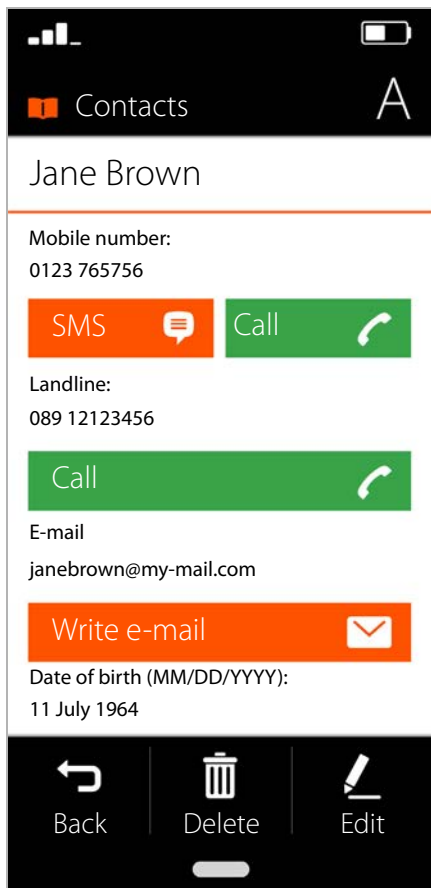 Contacts
A
Jane Brown
Mobile number:
0123 765756
SMS
Call
Landline:
089 12123456
Call
E-mail
janebrown@my-mail.com
Write e-mail
Date of birth (MM/DD/YYYY):
11 July 1964
Back
Delete
Edit